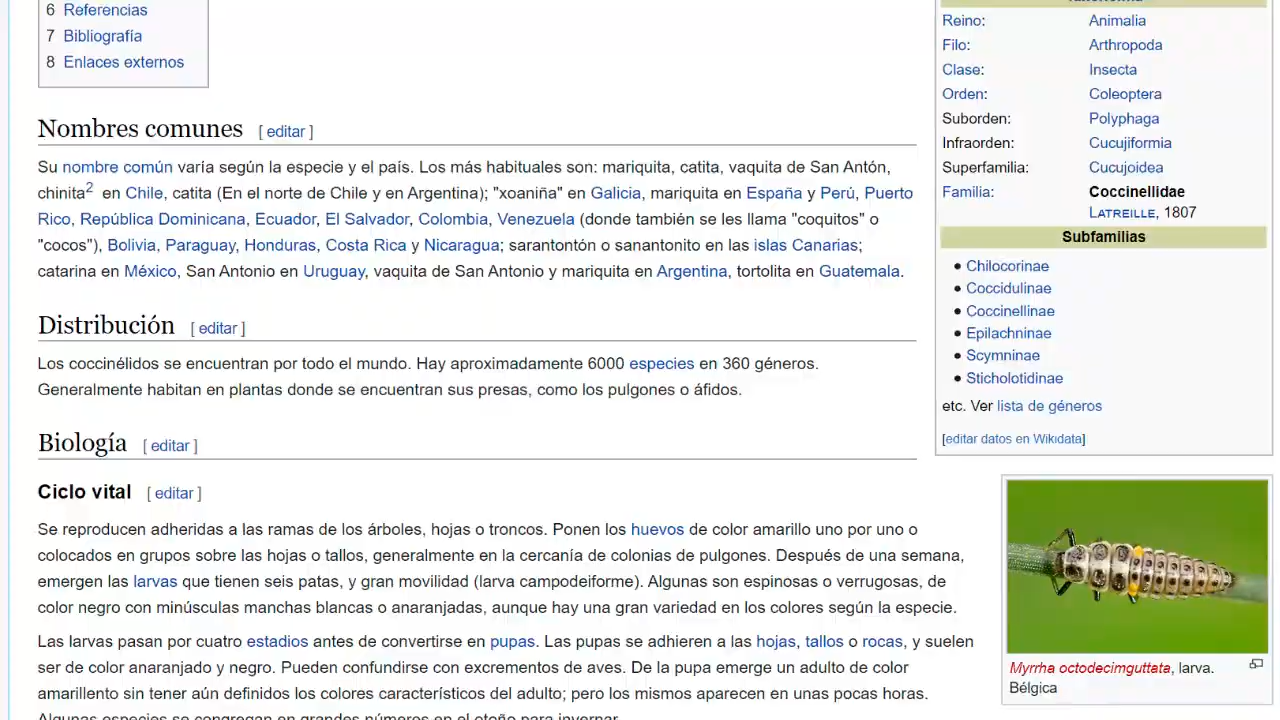 6 Referencias
7 Bibliografía
8 Enlaces externos
Nombres comunes [ editar ]
Su nombre común varía según la especie y el país. Los más habituales son: mariquita, catita, vaquita de San Antón,
chinita2 en Chile, catita (En el norte de Chile y en Argentina); "xoaniña" en Galicia, mariquita en España y Perú, Puerto
Rico, República Dominicana, Ecuador, El Salvador, Colombia, Venezuela (donde también se les llama "coquitos" o
"cocos"), Bolivia, Paraguay, Honduras, Costa Rica y Nicaragua; sarantontón o sanantonito en las islas Canarias;
catarina en México, San Antonio en Uruguay, vaquita de San Antonio y mariquita en Argentina, tortolita en Guatemala.
Distribución [ editar ]
Los coccinélidos se encuentran por todo el mundo. Hay aproximadamente 6000 especies en 360 géneros.
Generalmente habitan en plantas donde se encuentran sus presas, como los pulgones o áfidos.
Biología [ editar ]
Ciclo vital [ editar ]
Se reproducen adheridas a las ramas de los árboles, hojas o troncos. Ponen los huevos de color amarillo uno por uno o
colocados en grupos sobre las hojas o tallos, generalmente en la cercanía de colonias de pulgones. Después de una semana,
emergen las larvas que tienen seis patas, y gran movilidad (larva campodeiforme). Algunas son espinosas o verrugosas, de
color negro con minúsculas manchas blancas o anaranjadas, aunque hay una gran variedad en los colores según la especie.
Las larvas pasan por cuatro estadios antes de convertirse en pupas. Las pupas se adhieren a las hojas, tallos o rocas, y suelen
ser de color anaranjado y negro. Pueden confundirse con excrementos de aves. De la pupa emerge un adulto de color
amarillento sin tener aún definidos los colores característicos del adulto; pero los mismos aparecen en unas pocas horas.
Algunas especies se congregan en grandes números en el otoño para invernar
Reino: Animalia
Filo: Arthropoda
Clase: Insecta
Orden: Coleoptera
Suborden: Polyphaga
Infraorden: Cucujiformia
Superfamilia: Cucujoidea
Familia: Coccinellidae
LATREILLE, 1807
Subfamilias
• Chilocorinae
• Coccidulinae
• Coccinellinae
• Epilachninae
• Scymninae
• Sticholotidinae
etc. Ver lista de géneros
[editar datos en Wikidata]
Myrrha octodecimguttata, larva.
Bélgica